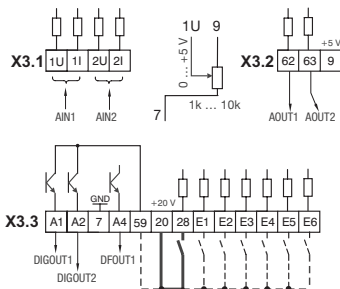 1U 9
X3.1 1U 1I 2U 2I
AIN1 AIN2
0 ... +5 V
7
1k ... 10k
+5 V
X3.2 62 63 9
AOUT1 AOUT2
GND
+20 V
X3.3 A1 A2 7 A4 59 20 28 E1 E2 E3 E4 E5 E6
DIGOUT1 DFOUT1
DIGOUT2